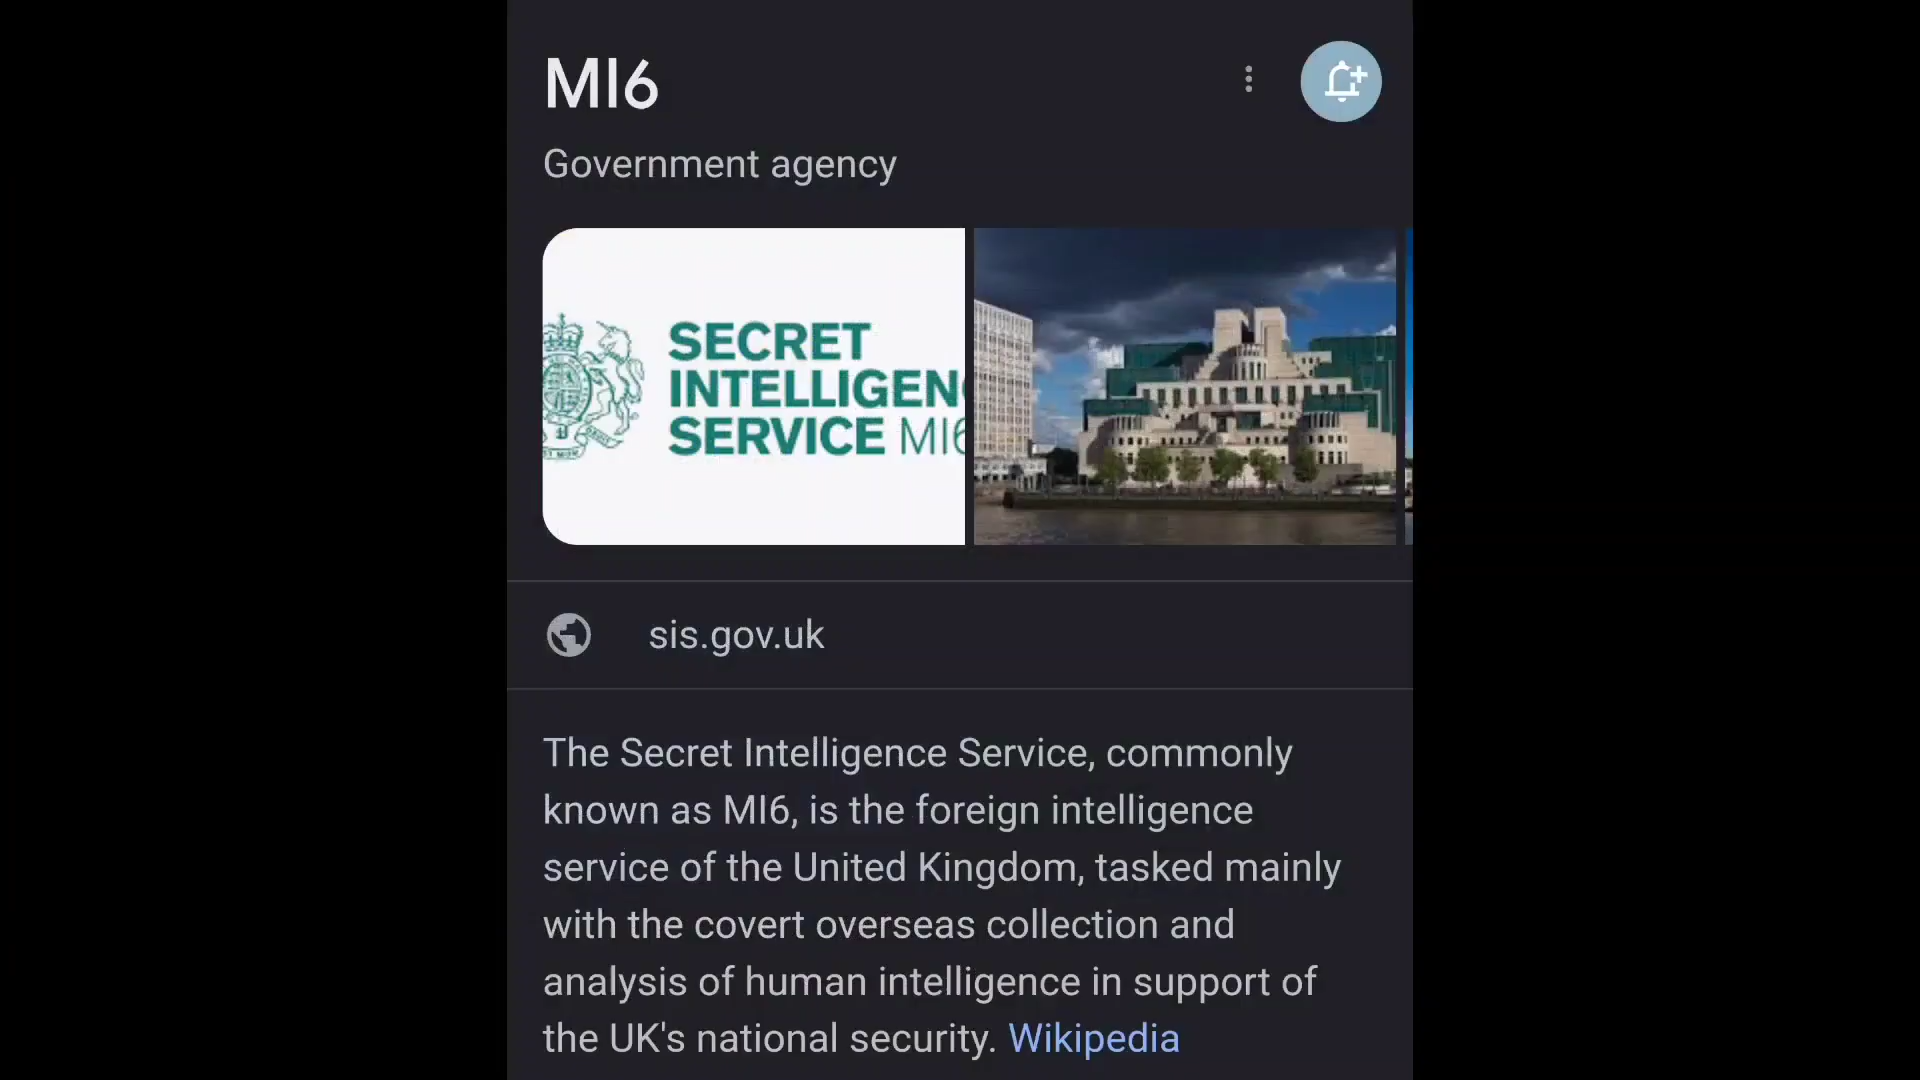 MI6
Government agency
SECRET
INTELLIGEN
SERVICE MI6
sis.gov.uk
The Secret Intelligence Service, commonly
known as MI6, is the foreign intelligence
service of the United Kingdom, tasked mainly
with the covert overseas collection and
analysis of human intelligence in support of
the UK's national security. Wikipedia